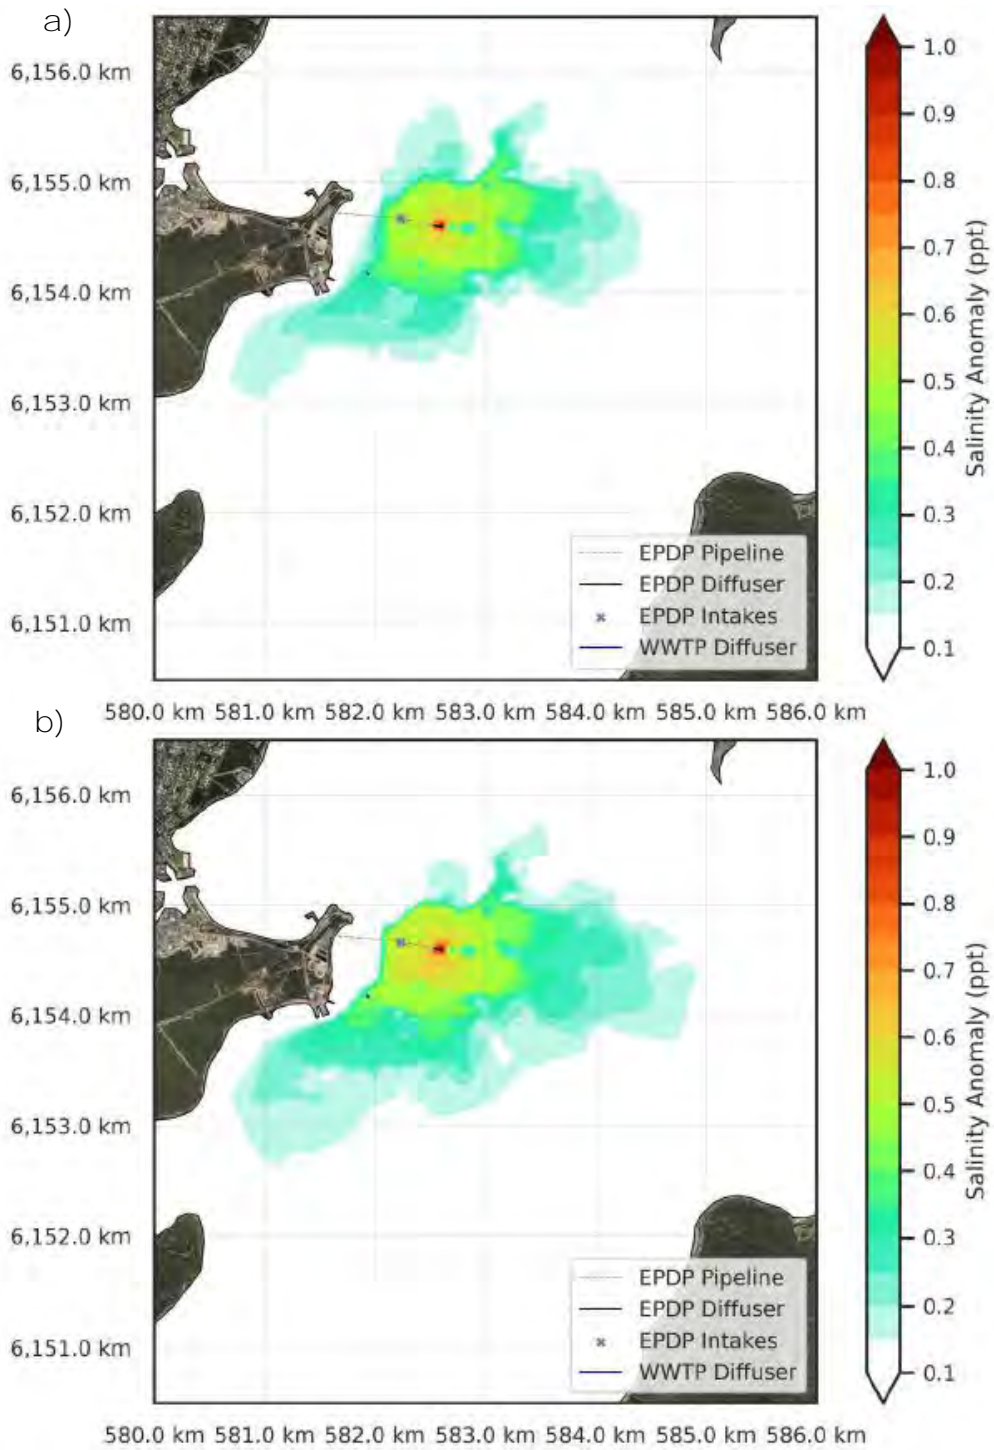 a)
6,156.0 km
6,155.0 km
6,154.0 km
6,153.0 km
6,152.0 km
6,151.0 km
EPDP Pipeline
EPDP Diffuser
EPDP Intakes
WWTP Diffuser
580.0 km 581.0 km 582.0 km 583.0 km 584.0 km 585.0 km 586.0 km
1.0
0.9
0.8
0.7
0.6
0.5
0.4
0.3
0.2
0.1
Salinity Anomaly (ppt)
b)
6,156.0 km
6,155.0 km
6,154.0 km
6,153.0 km
6,152.0 km
6,151.0 km
EPDP Pipeline
EPDP Diffuser
EPDP Intakes
WWTP Diffuser
580.0 km 581.0 km 582.0 km 583.0 km 584.0 km 585.0 km 586.0 km
1.0
0.9
0.8
0.7
0.6
0.5
0.4
0.3
0.2
0.1
Salinity Anomaly (ppt)